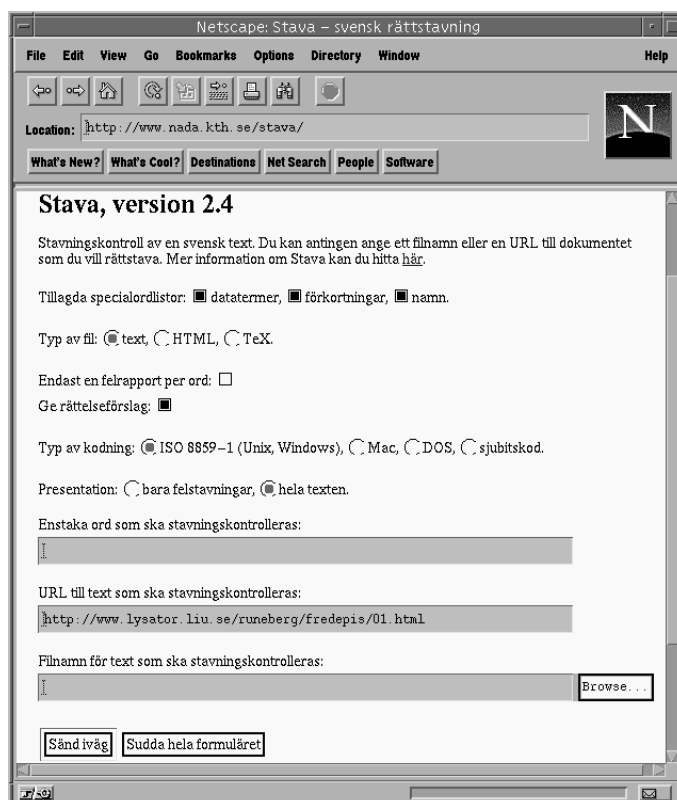 Netscape: Stava – svensk rättstavning
File Edit View Go Bookmarks Options Directory Window Help
Location: http://www.nada.kth.se/stava/
N
What's New? What's Cool? Destinations Net Search People Software
Stava, version 2.4
Stavningskontroll av en svensk text. Du kan antingen ange ett filnamn eller en URL till dokumentet
som du vill rättstava. Mer information om Stava kan du hitta här.
Tillagda specialordlistor: datatermer, förkortningar, namn.
Typ av fil: text, HTML, TeX.
Endast en felrapport per ord:
Ge rättelseförslag:
Typ av kodning: ISO 8859–1 (Unix, Windows), Mac, DOS, sjubitskod.
Presentation: bara felstavningar, hela texten.
Enstaka ord som ska stavningskontrolleras:
URL till text som ska stavningskontrolleras:
http://www.lysator.liu.se/runeberg/fredepis/01.html
Filnamn för text som ska stavningskontrolleras:
Browse...
Sänd iväg Sudda hela formuläret